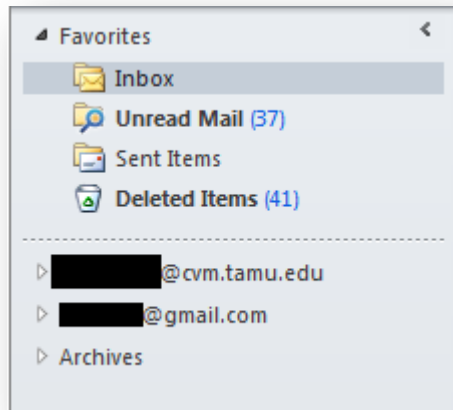 Favorites
Inbox
Unread Mail (37)
Sent Items
Deleted Items (41)
@cvm.tamu.edu
@gmail.com
Archives